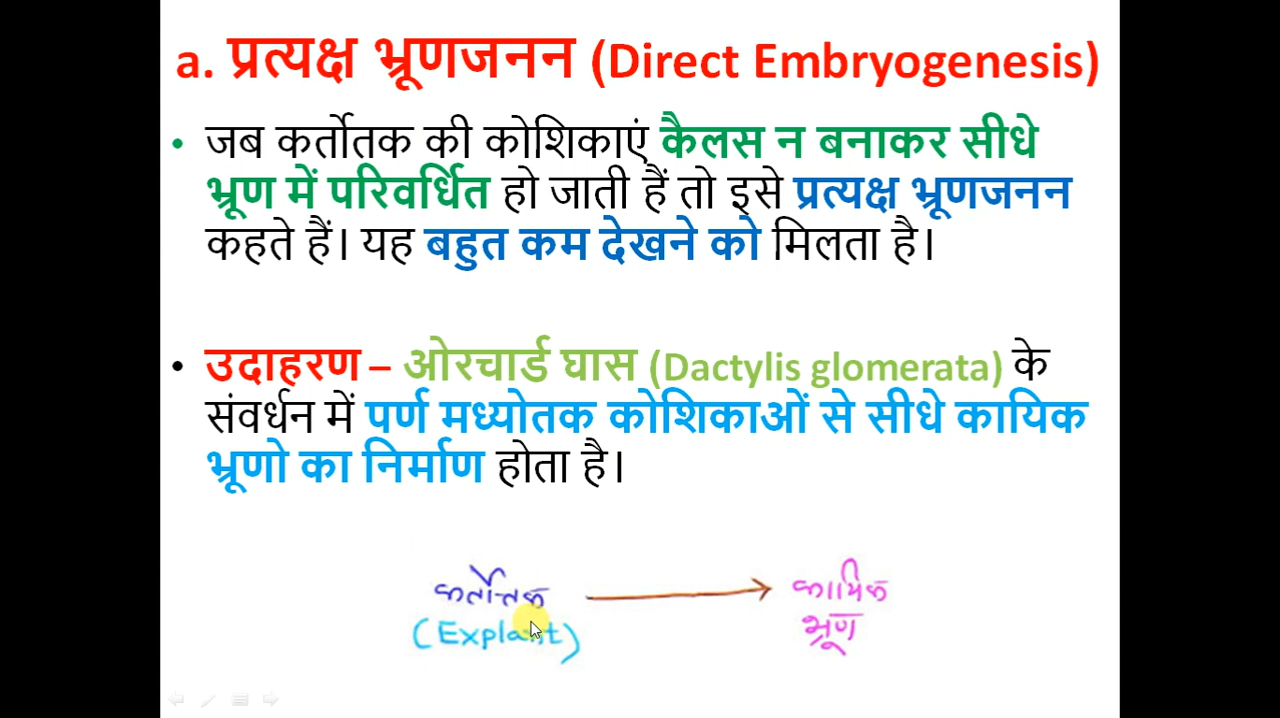 a. प्रत्यक्ष भ्रूणजनन (Direct Embryogenesis)
• जब कर्तोतक की कोशिकाएं कैलस न बनाकर सीधे
भ्रूण में परिवर्धित हो जाती हैं तो इसे प्रत्यक्ष भ्रूणजनन
कहते हैं। यह बहुत कम देखने को मिलता है।
• उदाहरण – ओरचार्ड घास (Dactylis glomerata) के
संवर्धन में पर्ण मध्योतक कोशिकाओं से सीधे कायिक
भ्रूणो का निर्माण होता है।
कर्तोत्तक
(Explant)
कायिक
भ्रूण